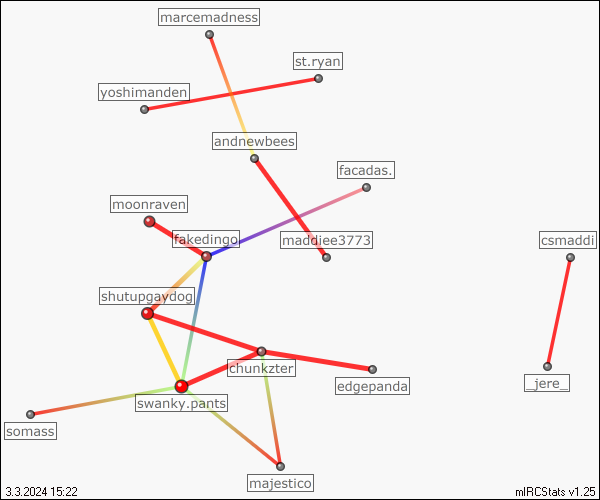 marcemadness
st.ryan
yoshimanden
andnewbees
facadas.
moonraven
fakedingo
maddiee3773
csmaddi
shutupgaydog
chunkzter
edgepanda
_jere_
swanky.pants
somass
majestico
3.3.2024 15:22
mIRCStats v1.25